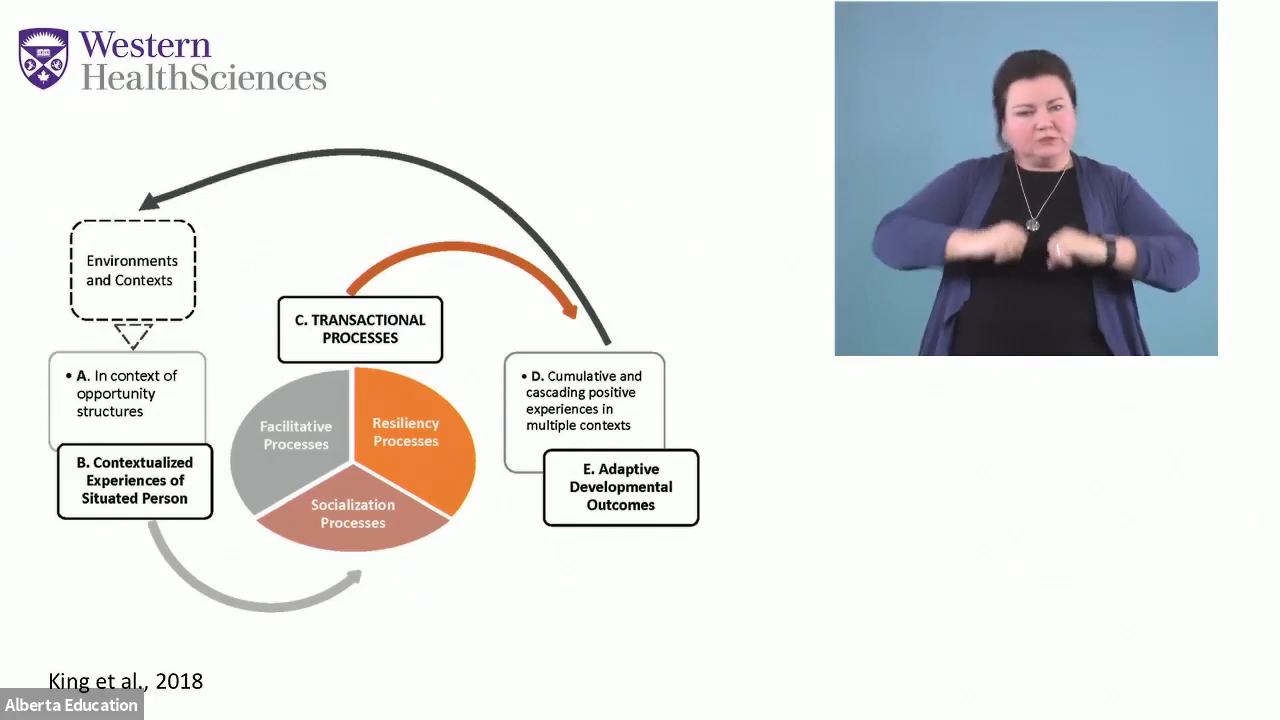 Western
HealthSciences
Environments
and Contexts
• A. In context of
opportunity
structures
B. Contextualized
Experiences of
Situated Person
C. TRANSACTIONAL
PROCESSES
Facilitative
Processes
Resiliency
Processes
Socialization
Processes
• D. Cumulative and
cascading positive
experiences in
multiple contexts
E. Adaptive
Developmental
Outcomes
King et al., 2018
Alberta Education